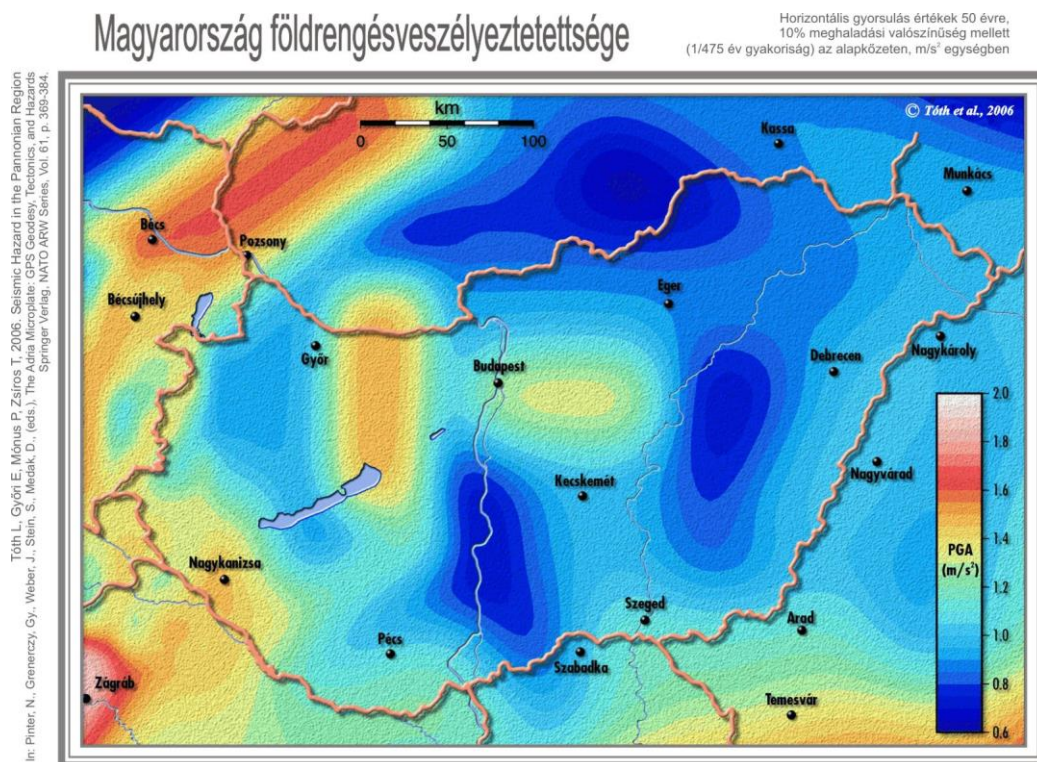 Magyarország földrengésveszélyeztetettsége
Horizontális gyorsulás értékek 50 évre,
10% meghaladási valószínűség mellett
(1/475 év gyakoriság) az alapkőzeten, m/s² egységben
Tóth L., Győri E, Mónus P, Zsíros T, 2006. Seismic Hazard in the Pannonian Region
In: Pinter, N., Grenerczy, Gy., Weber, J., Stein, S., Medak, D., (eds.), The Adria Microplate: GPS Geodesy, Tectonics, and Hazards
Springer Verlag, NATO ARW Series, Vol. 61, p. 369-384.
km
0 50 100
© Tóth et al., 2006
Kassa
Munkács
Bécs
Pozsony
Bécsújhely
Eger
Győr
Budapest
Debrecen
Nagykároly
Nagyvárad
Kecskemét
Nagykanizsa
Szeged
Arad
Pécs
Szabadka
Zágráb
Temesvár
PGA
(m/s²)
2.0
1.8
1.6
1.4
1.2
1.0
0.8
0.6